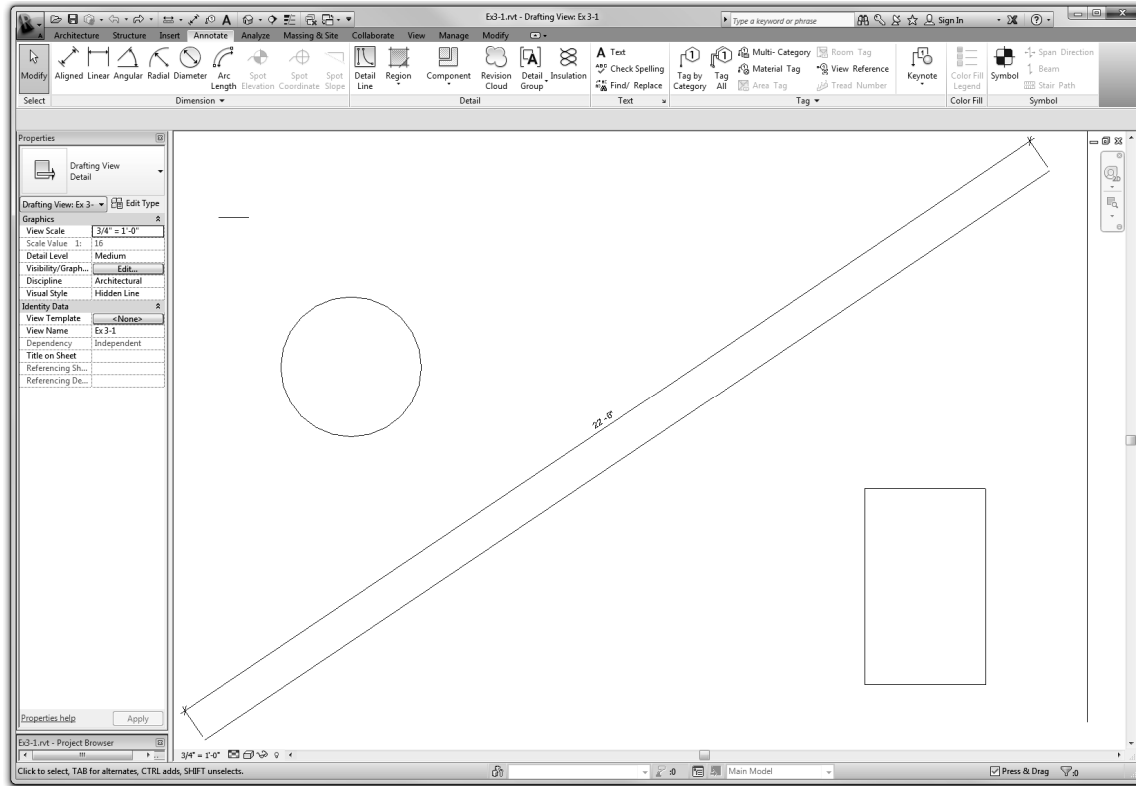 Ex3-1.rvt - Drafting View: Ex 3-1
Type a keyword or phrase
Sign In
Architecture Structure Insert Annotate Analyze Massing & Site Collaborate View Manage Modify
Modify
Aligned Linear Angular Radial Diameter Arc Length Spot Elevation Spot Coordinate Spot Slope
Detail Line Region Component Revision Cloud Detail Group Insulation
A Text
ABC Check Spelling
Find/ Replace
Tag by Category Tag All
Multi- Category Room Tag
Material Tag View Reference
Area Tag Tread Number
Keynote
Color Fill Legend
Symbol
Span Direction
Beam
Stair Path
Select Dimension Detail Text Tag Color Fill Symbol
Properties
Drafting View
Detail
Drafting View: Ex 3- Edit Type
Graphics
View Scale 3/4" = 1'-0"
Scale Value 1: 16
Detail Level Medium
Visibility/Graph... Edit...
Discipline Architectural
Visual Style Hidden Line
Identity Data
View Template <None>
View Name Ex 3-1
Dependency Independent
Title on Sheet
Referencing Sh...
Referencing De...
Properties help Apply
Ex3-1.rvt - Project Browser
2D
3/4" = 1'-0"
Click to select, TAB for alternates, CTRL adds, SHIFT unselects.
:0
Main Model
Press & Drag
:0